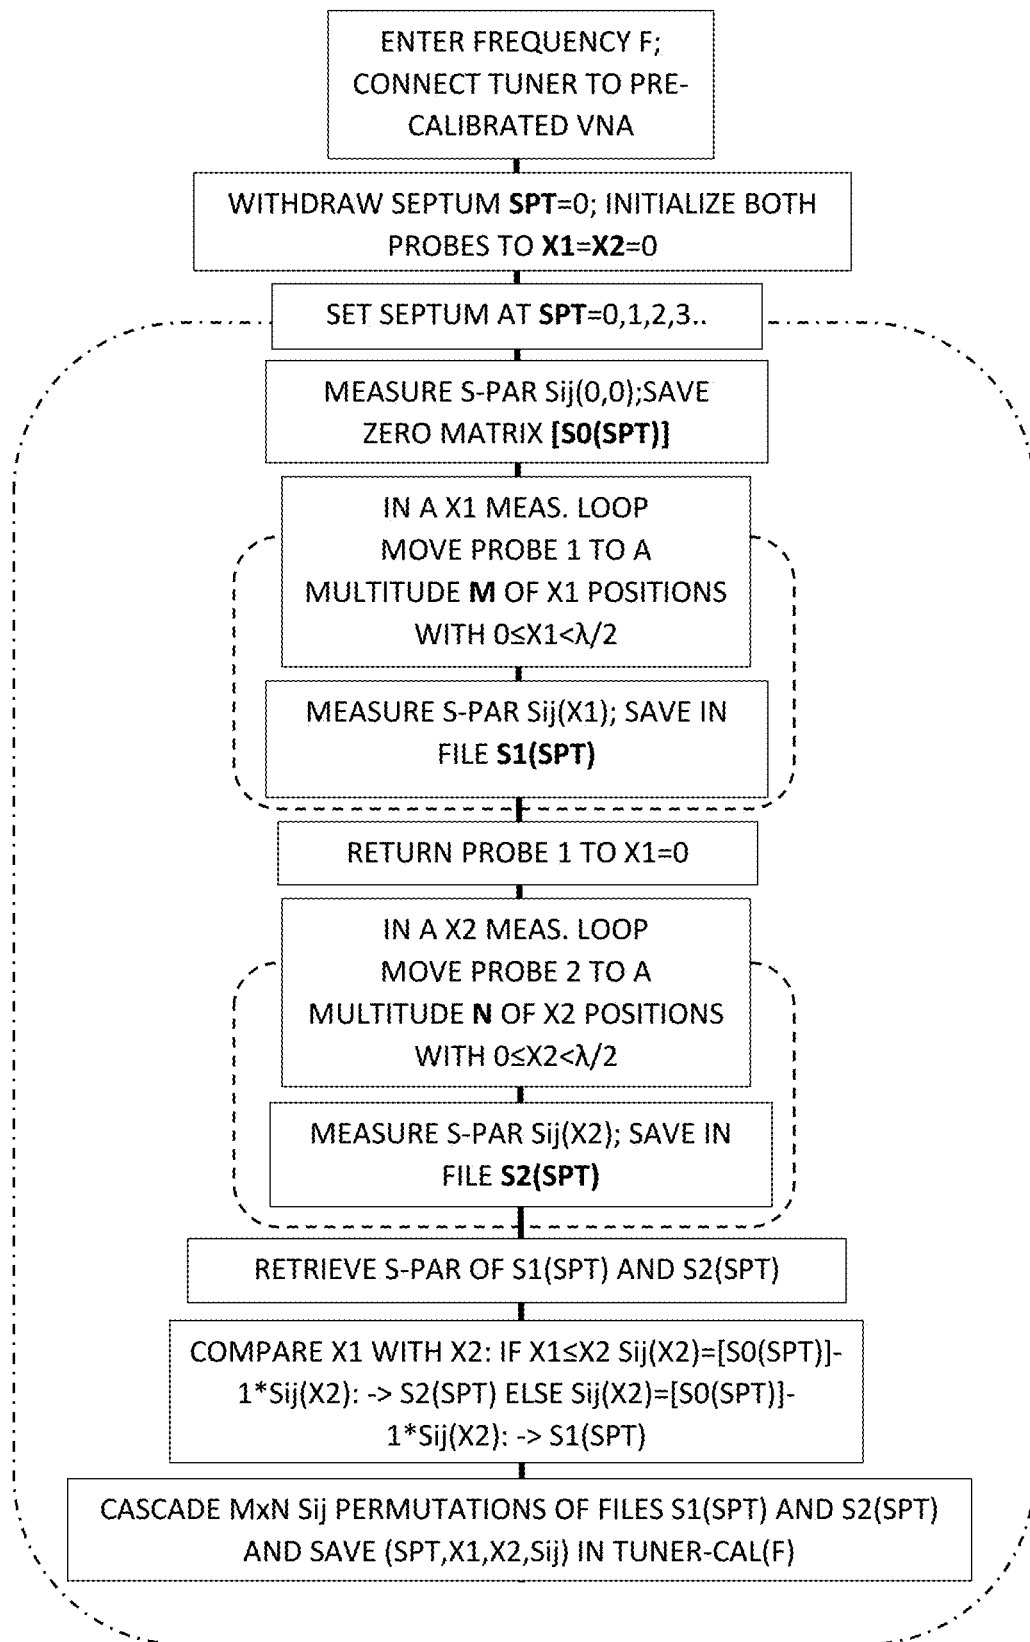 ENTER FREQUENCY F;
CONNECT TUNER TO PRE-
CALIBRATED VNA
WITHDRAW SEPTUM SPT=0; INITIALIZE BOTH
PROBES TO X1=X2=0
SET SEPTUM AT SPT=0,1,2,3..
MEASURE S-PAR Sij(0,0);SAVE
ZERO MATRIX [S0(SPT)]
IN A X1 MEAS. LOOP
MOVE PROBE 1 TO A
MULTITUDE M OF X1 POSITIONS
WITH 0≤X1<λ/2
MEASURE S-PAR Sij(X1); SAVE IN
FILE S1(SPT)
RETURN PROBE 1 TO X1=0
IN A X2 MEAS. LOOP
MOVE PROBE 2 TO A
MULTITUDE N OF X2 POSITIONS
WITH 0≤X2<λ/2
MEASURE S-PAR Sij(X2); SAVE IN
FILE S2(SPT)
RETRIEVE S-PAR OF S1(SPT) AND S2(SPT)
COMPARE X1 WITH X2: IF X1≤X2 Sij(X2)=[S0(SPT)]-
1*Sij(X2): -> S2(SPT) ELSE Sij(X2)=[S0(SPT)]-
1*Sij(X2): -> S1(SPT)
CASCADE MxN Sij PERMUTATIONS OF FILES S1(SPT) AND S2(SPT)
AND SAVE (SPT,X1,X2,Sij) IN TUNER-CAL(F)